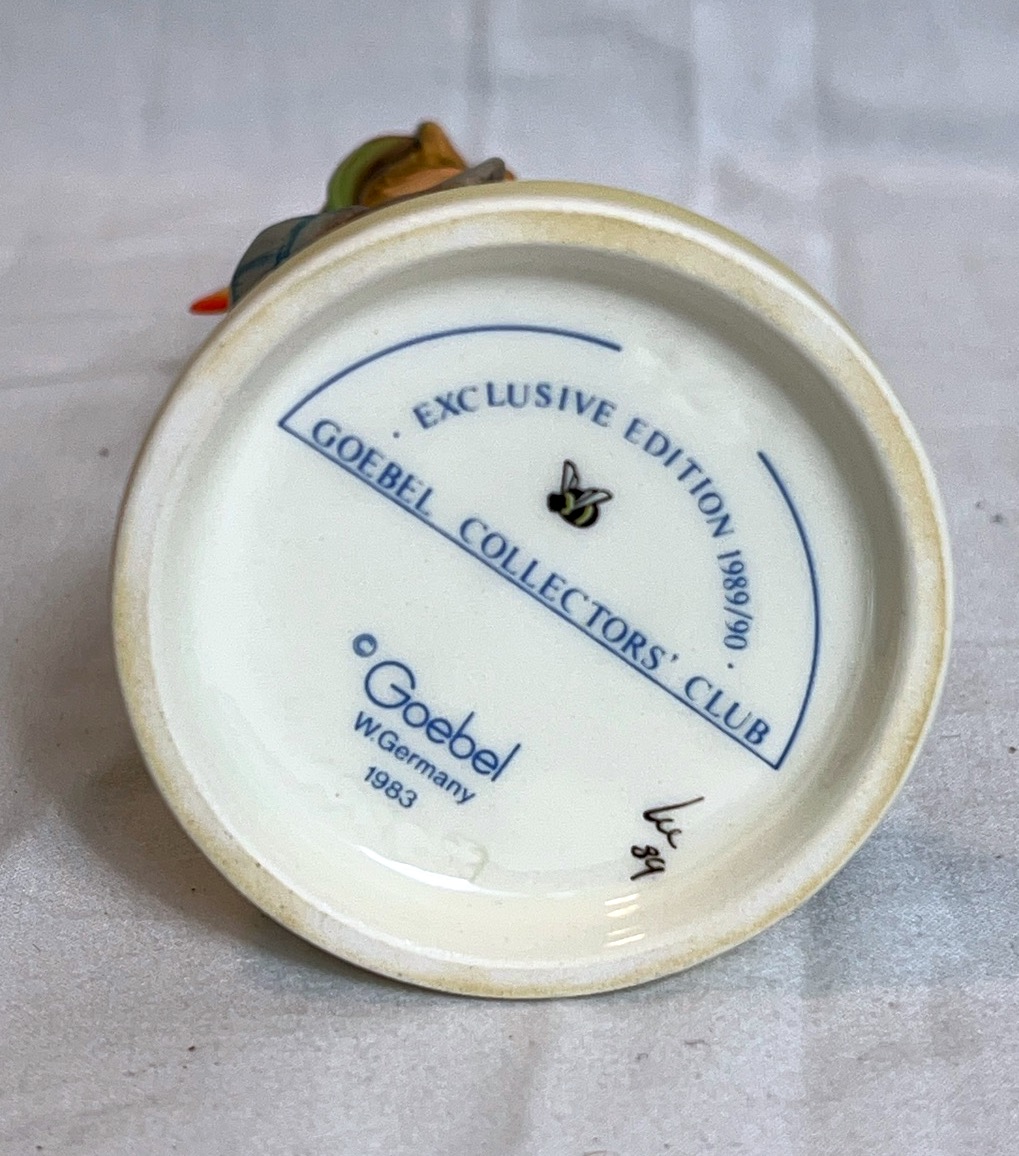 · EXCLUSIVE EDITION 1989/90 ·
GOEBEL COLLECTORS' CLUB
© Goebel
W.Germany
1983
89